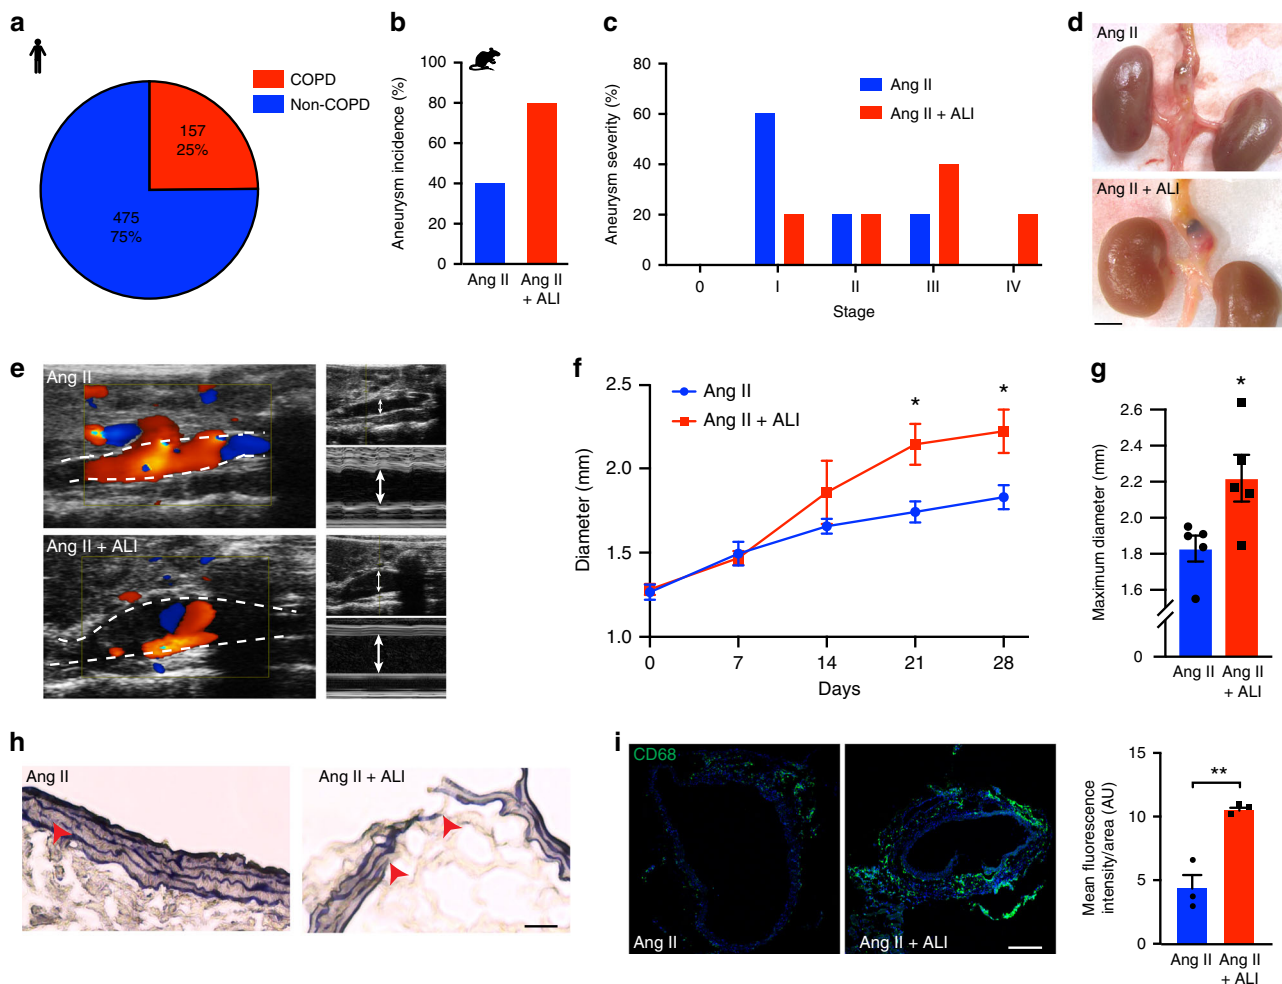 a
COPD
Non-COPD
157
25%
475
75%
b
Aneurysm incidence (%)
100
80
60
40
20
0
Ang II
Ang II
+ ALI
c
Aneurysm severity (%)
80
60
40
20
0
Ang II
Ang II + ALI
0
I
II
III
IV
Stage
d
Ang II
Ang II + ALI
e
Ang II
Ang II + ALI
f
Diameter (mm)
2.5
2.0
1.5
1.0
Ang II
Ang II + ALI
*
*
0
7
14
21
28
Days
g
Maximum diameter (mm)
2.6
2.4
2.2
2.0
1.8
1.6
0
*
Ang II
Ang II
+ ALI
h
Ang II
Ang II + ALI
i
CD68
Ang II
Ang II + ALI
Mean fluorescence
intensity/area (AU)
15
10
5
0
**
Ang II
Ang II
+ ALI